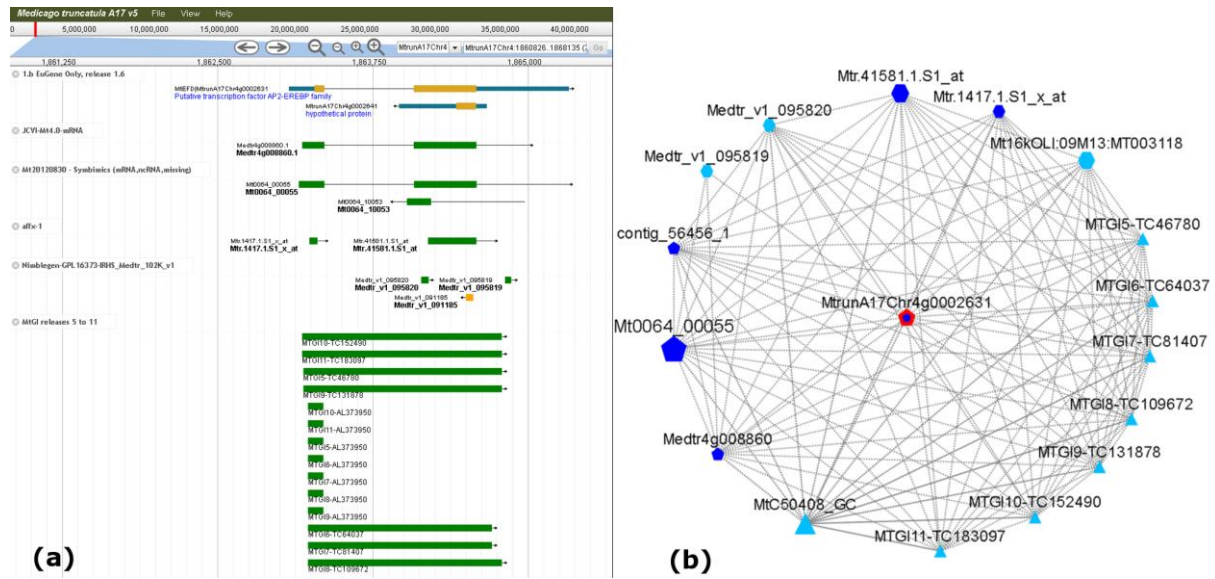 Medicago truncatula A17 v5 File View Help
0 5,000,000 10,000,000 15,000,000 20,000,000 25,000,000 30,000,000 35,000,000 40,000,000
MtrunA17Chr4 MtrunA17Chr4:1860826..1868135 Go
1,861,250 1,862,500 1,863,750 1,865,000
1.b EuGene Only, release 1.6
Putative transcription factor AP2-EREBP family
MtrunA17Chr4g0002641
hypothetical protein
JCVI-Mt4.0-mRNA
Medtr4g008860.1
Medtr4g008860.1
Mt20120830 - Symbimics (mRNA,ncRNA,missing)
Mt0064_00055
Mt0064_00055
Mt0064_10053
Mt0064_10053
affx-1
Mtr.1417.1.S1_x_at Mtr.41581.1.S1_at
Mtr.1417.1.S1_x_at Mtr.41581.1.S1_at
Nimblegen-GPL16373-IRHS_Medtr_102K_v1
Medtr_v1_095820 Medtr_v1_095819
Medtr_v1_095820 Medtr_v1_095819
Medtr_v1_091185
Medtr_v1_091185
MtGI releases 5 to 11
MTGI10-TC152490
MTGI11-TC183097
MTGI5-TC46780
MTGI9-TC131878
MTGI10-AL373950
MTGI11-AL373950
MTGI5-AL373950
MTGI6-AL373950
MTGI7-AL373950
MTGI8-AL373950
MTGI9-AL373950
MTGI6-TC64037
MTGI7-TC81407
MTGI8-TC109672
(a)
Mtr.41581.1.S1_at
Mtr.1417.1.S1_x_at
Medtr_v1_095820
Mt16kOLI:09M13:MT003118
Medtr_v1_095819
MTGI5-TC46780
contig_56456_1
MTGI6-TC64037
MtrunA17Chr4g0002631
Mt0064_00055
MTGI7-TC81407
MTGI8-TC109672
Medtr4g008860
MTGI9-TC131878
MtC50408_GC
MTGI10-TC152490
MTGI11-TC183097
(b)